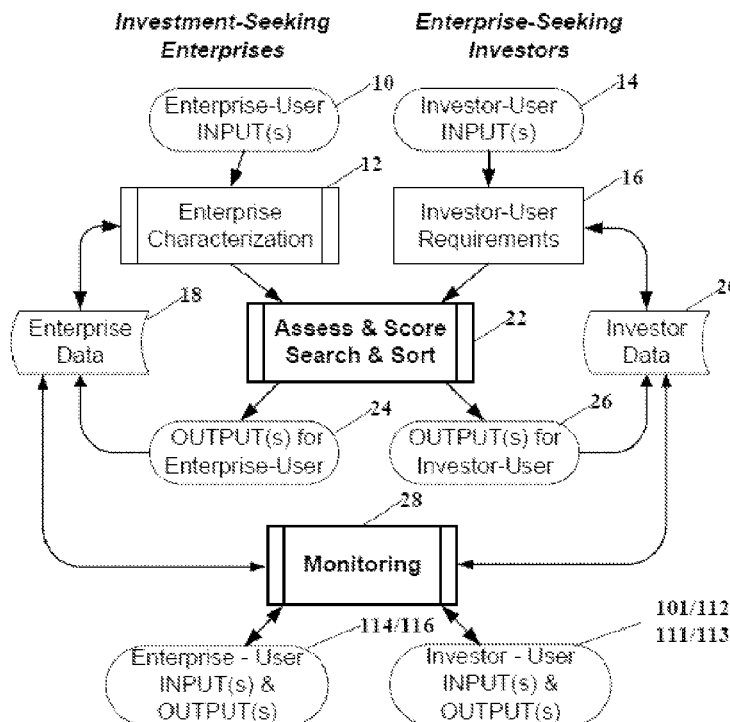 Investment-Seeking
Enterprises
Enterprise-Seeking
Investors
10
14
Enterprise-User
INPUT(s)
Investor-User
INPUT(s)
12
16
Enterprise
Characterization
Investor-User
Requirements
18
20
Enterprise
Data
Assess & Score
Search & Sort
22
Investor
Data
24
26
OUTPUT(s) for
Enterprise-User
OUTPUT(s) for
Investor-User
28
Monitoring
114/116
101/112
111/113
Enterprise - User
INPUT(s) &
OUTPUT(s)
Investor - User
INPUT(s) &
OUTPUT(s)